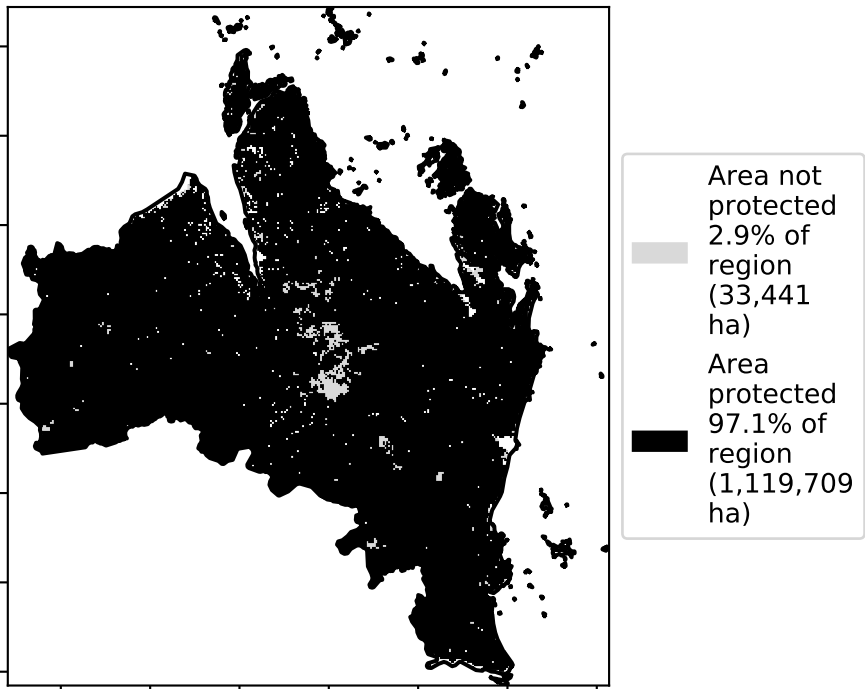 Area not
protected
2.9% of
region
(33,441
ha)
Area
protected
97.1% of
region
(1,119,709
ha)